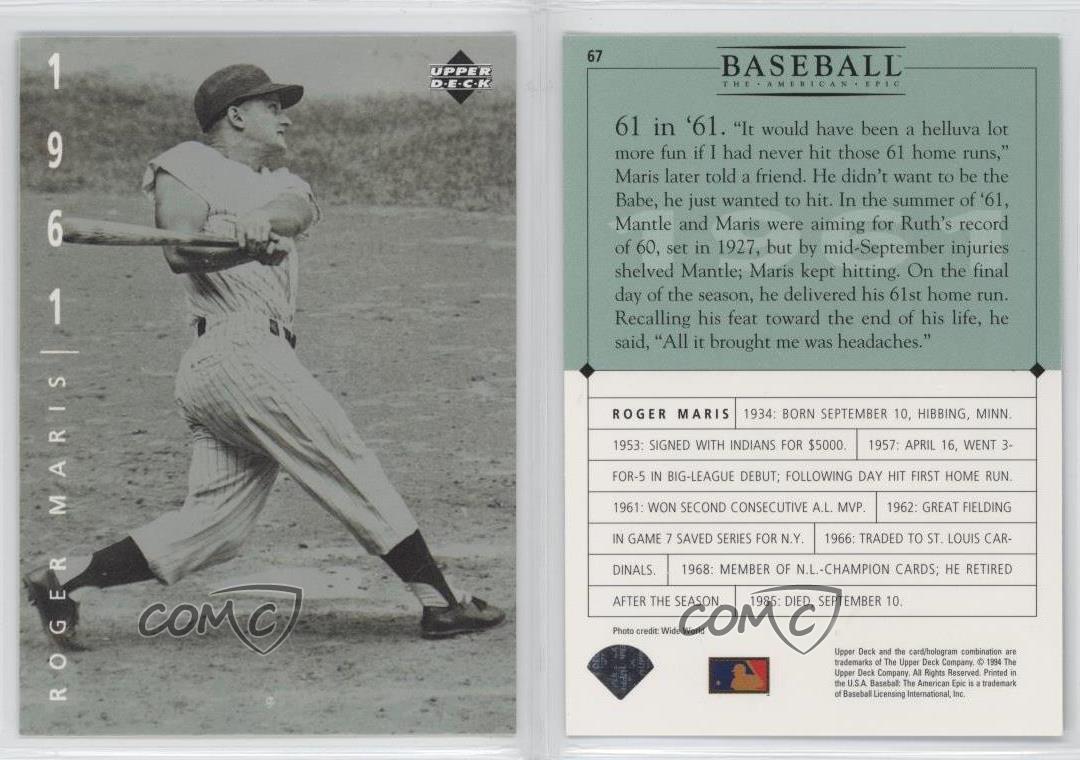 1961
ROGER MARIS
UPPER
D·E·C·K
COMC
67
BASEBALL
THE · AMERICAN · EPIC
61 in ‘61. “It would have been a helluva lot
more fun if I had never hit those 61 home runs,”
Maris later told a friend. He didn’t want to be the
Babe, he just wanted to hit. In the summer of ‘61,
Mantle and Maris were aiming for Ruth’s record
of 60, set in 1927, but by mid-September injuries
shelved Mantle; Maris kept hitting. On the final
day of the season, he delivered his 61st home run.
Recalling his feat toward the end of his life, he
said, “All it brought me was headaches.”
1961
ROGER MARIS 1934: BORN SEPTEMBER 10, HIBBING, MINN.
1953: SIGNED WITH INDIANS FOR $5000. 1957: APRIL 16, WENT 3-
FOR-5 IN BIG-LEAGUE DEBUT; FOLLOWING DAY HIT FIRST HOME RUN.
1961: WON SECOND CONSECUTIVE A.L. MVP. 1962: GREAT FIELDING
IN GAME 7 SAVED SERIES FOR N.Y. 1966: TRADED TO ST. LOUIS CAR-
DINALS. 1968: MEMBER OF N.L.-CHAMPION CARDS; HE RETIRED
AFTER THE SEASON 1985: DIED, SEPTEMBER 10.
COMC
Photo credit: Wide World
Upper Deck and the card/hologram combination are
trademarks of The Upper Deck Company. © 1994 The
Upper Deck Company. All Rights Reserved. Printed in
the U.S.A. Baseball: The American Epic is a trademark
of Baseball Licensing International, Inc.